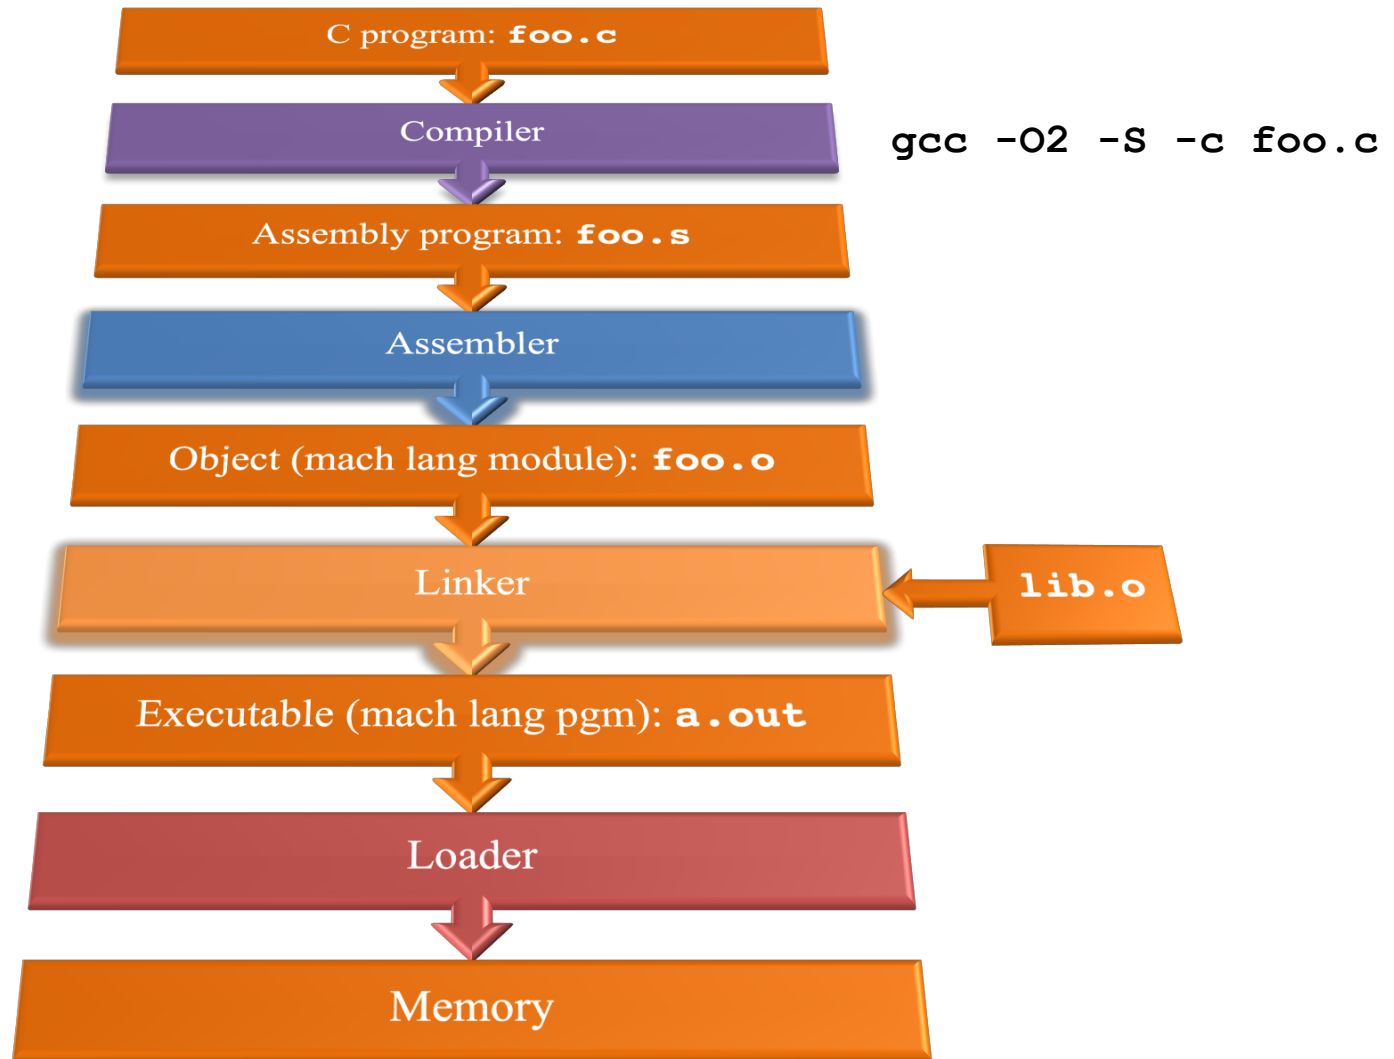 C program: foo.c
Compiler
gcc -O2 -S -c foo.c
Assembly program: foo.s
Assembler
Object (mach lang module): foo.o
Linker
lib.o
Executable (mach lang pgm): a.out
Loader
Memory